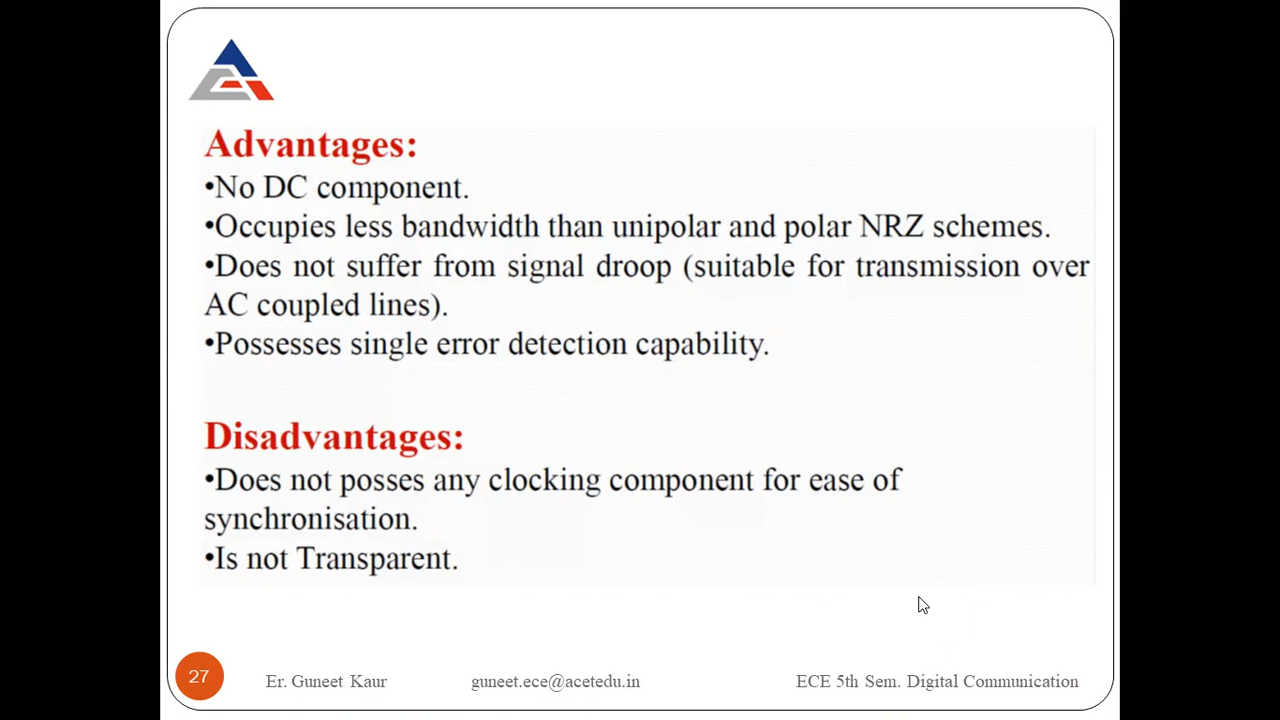 Advantages:
•No DC component.
•Occupies less bandwidth than unipolar and polar NRZ schemes.
•Does not suffer from signal droop (suitable for transmission over
AC coupled lines).
•Possesses single error detection capability.
Disadvantages:
•Does not posses any clocking component for ease of
synchronisation.
•Is not Transparent.
27
Er. Guneet Kaur
guneet.ece@acetedu.in
ECE 5th Sem. Digital Communication